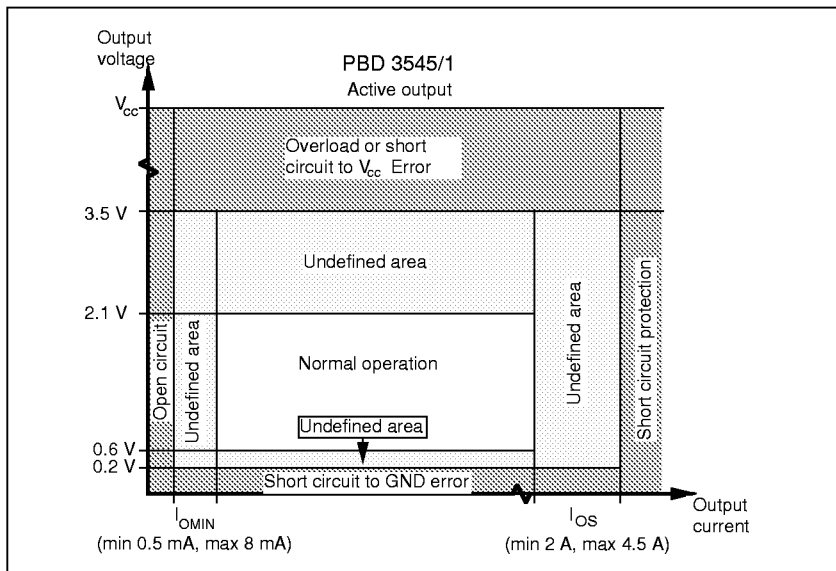 Output
voltage
PBD 3545/1
Active output
Vcc
Overload or short
circuit to Vcc Error
3.5 V
Undefined area
2.1 V
Open circuit
Undefined area
Normal operation
Undefined area
Short circuit protection
Undefined area
0.6 V
0.2 V
Short circuit to GND error
Output
current
IOMIN
(min 0.5 mA, max 8 mA)
IOS
(min 2 A, max 4.5 A)